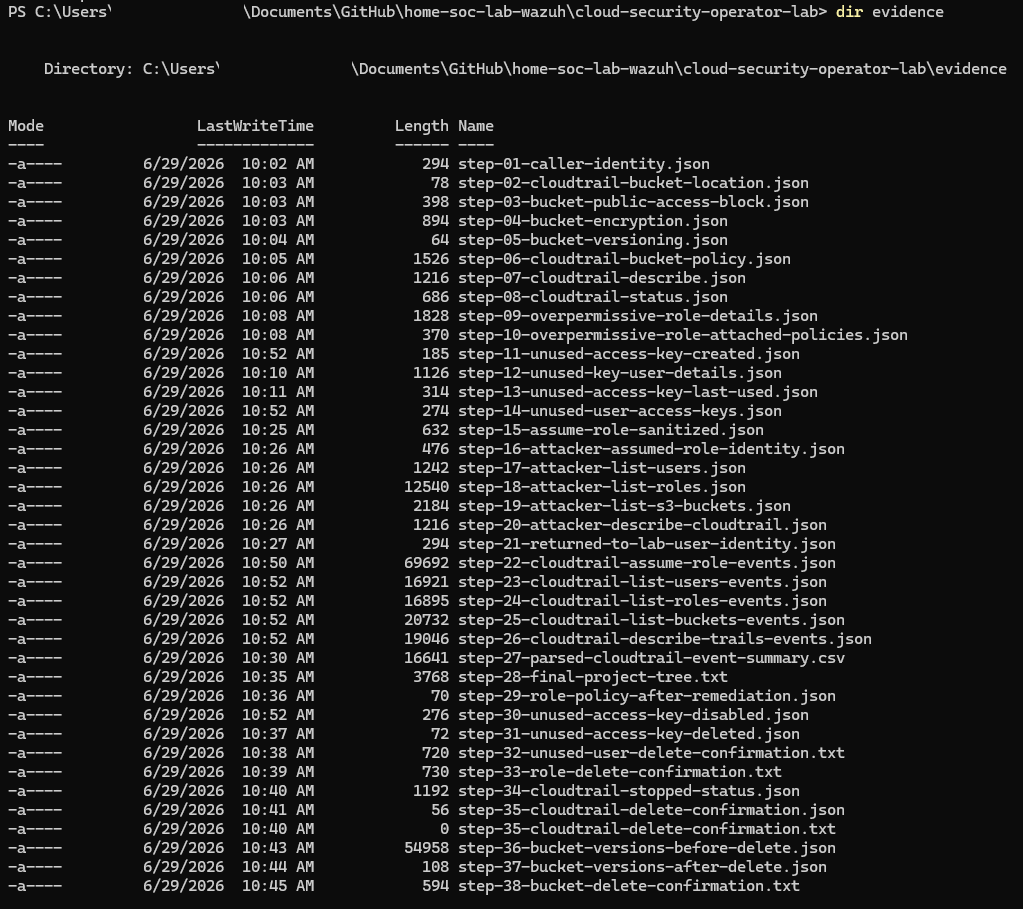 PS C:\Users\ \Documents\GitHub\home-soc-lab-wazuh\cloud-security-operator-lab> dir evidence
Directory: C:\Users\ \Documents\GitHub\home-soc-lab-wazuh\cloud-security-operator-lab\evidence
Mode LastWriteTime Length Name
---- ------------- ------ ----
-a---- 6/29/2026 10:02 AM 294 step-01-caller-identity.json
-a---- 6/29/2026 10:03 AM 78 step-02-cloudtrail-bucket-location.json
-a---- 6/29/2026 10:03 AM 398 step-03-bucket-public-access-block.json
-a---- 6/29/2026 10:03 AM 894 step-04-bucket-encryption.json
-a---- 6/29/2026 10:04 AM 64 step-05-bucket-versioning.json
-a---- 6/29/2026 10:05 AM 1526 step-06-cloudtrail-bucket-policy.json
-a---- 6/29/2026 10:06 AM 1216 step-07-cloudtrail-describe.json
-a---- 6/29/2026 10:06 AM 686 step-08-cloudtrail-status.json
-a---- 6/29/2026 10:08 AM 1828 step-09-overpermissive-role-details.json
-a---- 6/29/2026 10:08 AM 370 step-10-overpermissive-role-attached-policies.json
-a---- 6/29/2026 10:52 AM 185 step-11-unused-access-key-created.json
-a---- 6/29/2026 10:10 AM 1126 step-12-unused-key-user-details.json
-a---- 6/29/2026 10:11 AM 314 step-13-unused-access-key-last-used.json
-a---- 6/29/2026 10:52 AM 274 step-14-unused-user-access-keys.json
-a---- 6/29/2026 10:25 AM 632 step-15-assume-role-sanitized.json
-a---- 6/29/2026 10:26 AM 476 step-16-attacker-assumed-role-identity.json
-a---- 6/29/2026 10:26 AM 1242 step-17-attacker-list-users.json
-a---- 6/29/2026 10:26 AM 12540 step-18-attacker-list-roles.json
-a---- 6/29/2026 10:26 AM 2184 step-19-attacker-list-s3-buckets.json
-a---- 6/29/2026 10:26 AM 1216 step-20-attacker-describe-cloudtrail.json
-a---- 6/29/2026 10:27 AM 294 step-21-returned-to-lab-user-identity.json
-a---- 6/29/2026 10:50 AM 69692 step-22-cloudtrail-assume-role-events.json
-a---- 6/29/2026 10:52 AM 16921 step-23-cloudtrail-list-users-events.json
-a---- 6/29/2026 10:52 AM 16895 step-24-cloudtrail-list-roles-events.json
-a---- 6/29/2026 10:52 AM 20732 step-25-cloudtrail-list-buckets-events.json
-a---- 6/29/2026 10:52 AM 19046 step-26-cloudtrail-describe-trails-events.json
-a---- 6/29/2026 10:30 AM 16641 step-27-parsed-cloudtrail-event-summary.csv
-a---- 6/29/2026 10:35 AM 3768 step-28-final-project-tree.txt
-a---- 6/29/2026 10:36 AM 70 step-29-role-policy-after-remediation.json
-a---- 6/29/2026 10:52 AM 276 step-30-unused-access-key-disabled.json
-a---- 6/29/2026 10:37 AM 72 step-31-unused-access-key-deleted.json
-a---- 6/29/2026 10:38 AM 720 step-32-unused-user-delete-confirmation.txt
-a---- 6/29/2026 10:39 AM 730 step-33-role-delete-confirmation.txt
-a---- 6/29/2026 10:40 AM 1192 step-34-cloudtrail-stopped-status.json
-a---- 6/29/2026 10:41 AM 56 step-35-cloudtrail-delete-confirmation.json
-a---- 6/29/2026 10:40 AM 0 step-35-cloudtrail-delete-confirmation.txt
-a---- 6/29/2026 10:43 AM 54958 step-36-bucket-versions-before-delete.json
-a---- 6/29/2026 10:44 AM 108 step-37-bucket-versions-after-delete.json
-a---- 6/29/2026 10:45 AM 594 step-38-bucket-delete-confirmation.txt